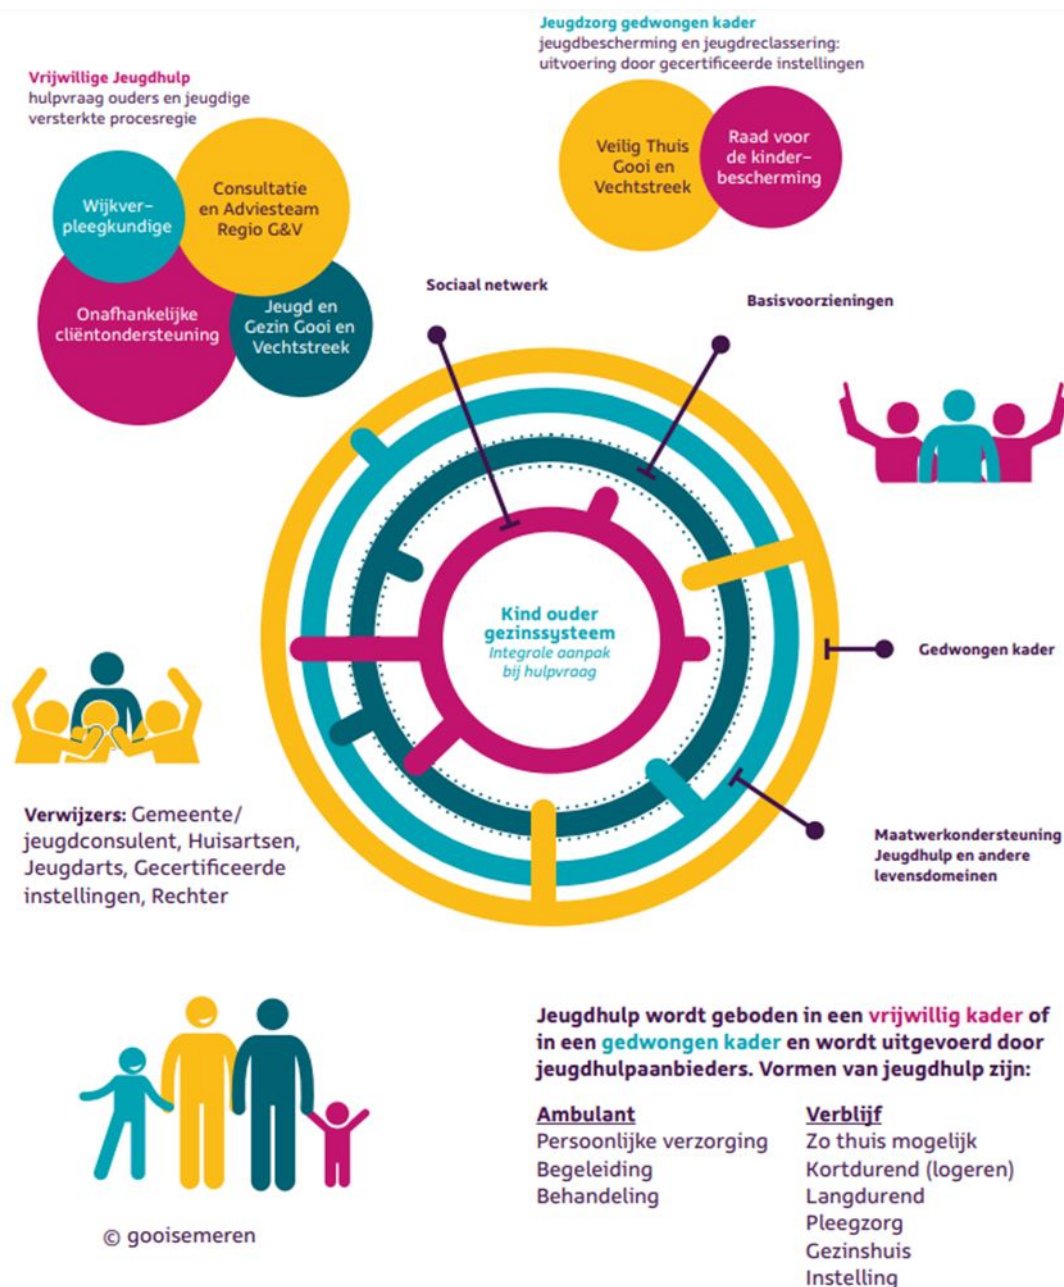 Jeugdzorg gedwongen kader
jeugdbescherming en jeugdreclassering:
uitvoering door gecertificeerde instellingen
Vrijwillige Jeugdhulp
hulpvraag ouders en jeugdige
versterkte procesregie
Veilig Thuis
Gooi en
Vechtstreek
Raad voor
de kinder-
bescherming
Wijkver-
pleegkundige
Consultatie
en Adviesteam
Regio G&V
Onafhankelijke
cliëntondersteuning
Jeugd en
Gezin Gooi en
Vechtstreek
Sociaal netwerk
Basisvoorzieningen
Kind ouder
gezinssysteem
Integrale aanpak
bij hulpvraag
Gedwongen kader
Maatwerkondersteuning
Jeugdhulp en andere
levensdomeinen
Verwijzers: Gemeente/
jeugdconsulent, Huisartsen,
Jeugdarts, Gecertificeerde
instellingen, Rechter
Jeugdhulp wordt geboden in een vrijwillig kader of
in een gedwongen kader en wordt uitgevoerd door
jeugdhulpaanbieders. Vormen van jeugdhulp zijn:
Ambulant
Persoonlijke verzorging
Begeleiding
Behandeling
Verblijf
Zo thuis mogelijk
Kortdurend (logeren)
Langdurend
Pleegzorg
Gezinshuis
Instelling
© gooisemeren